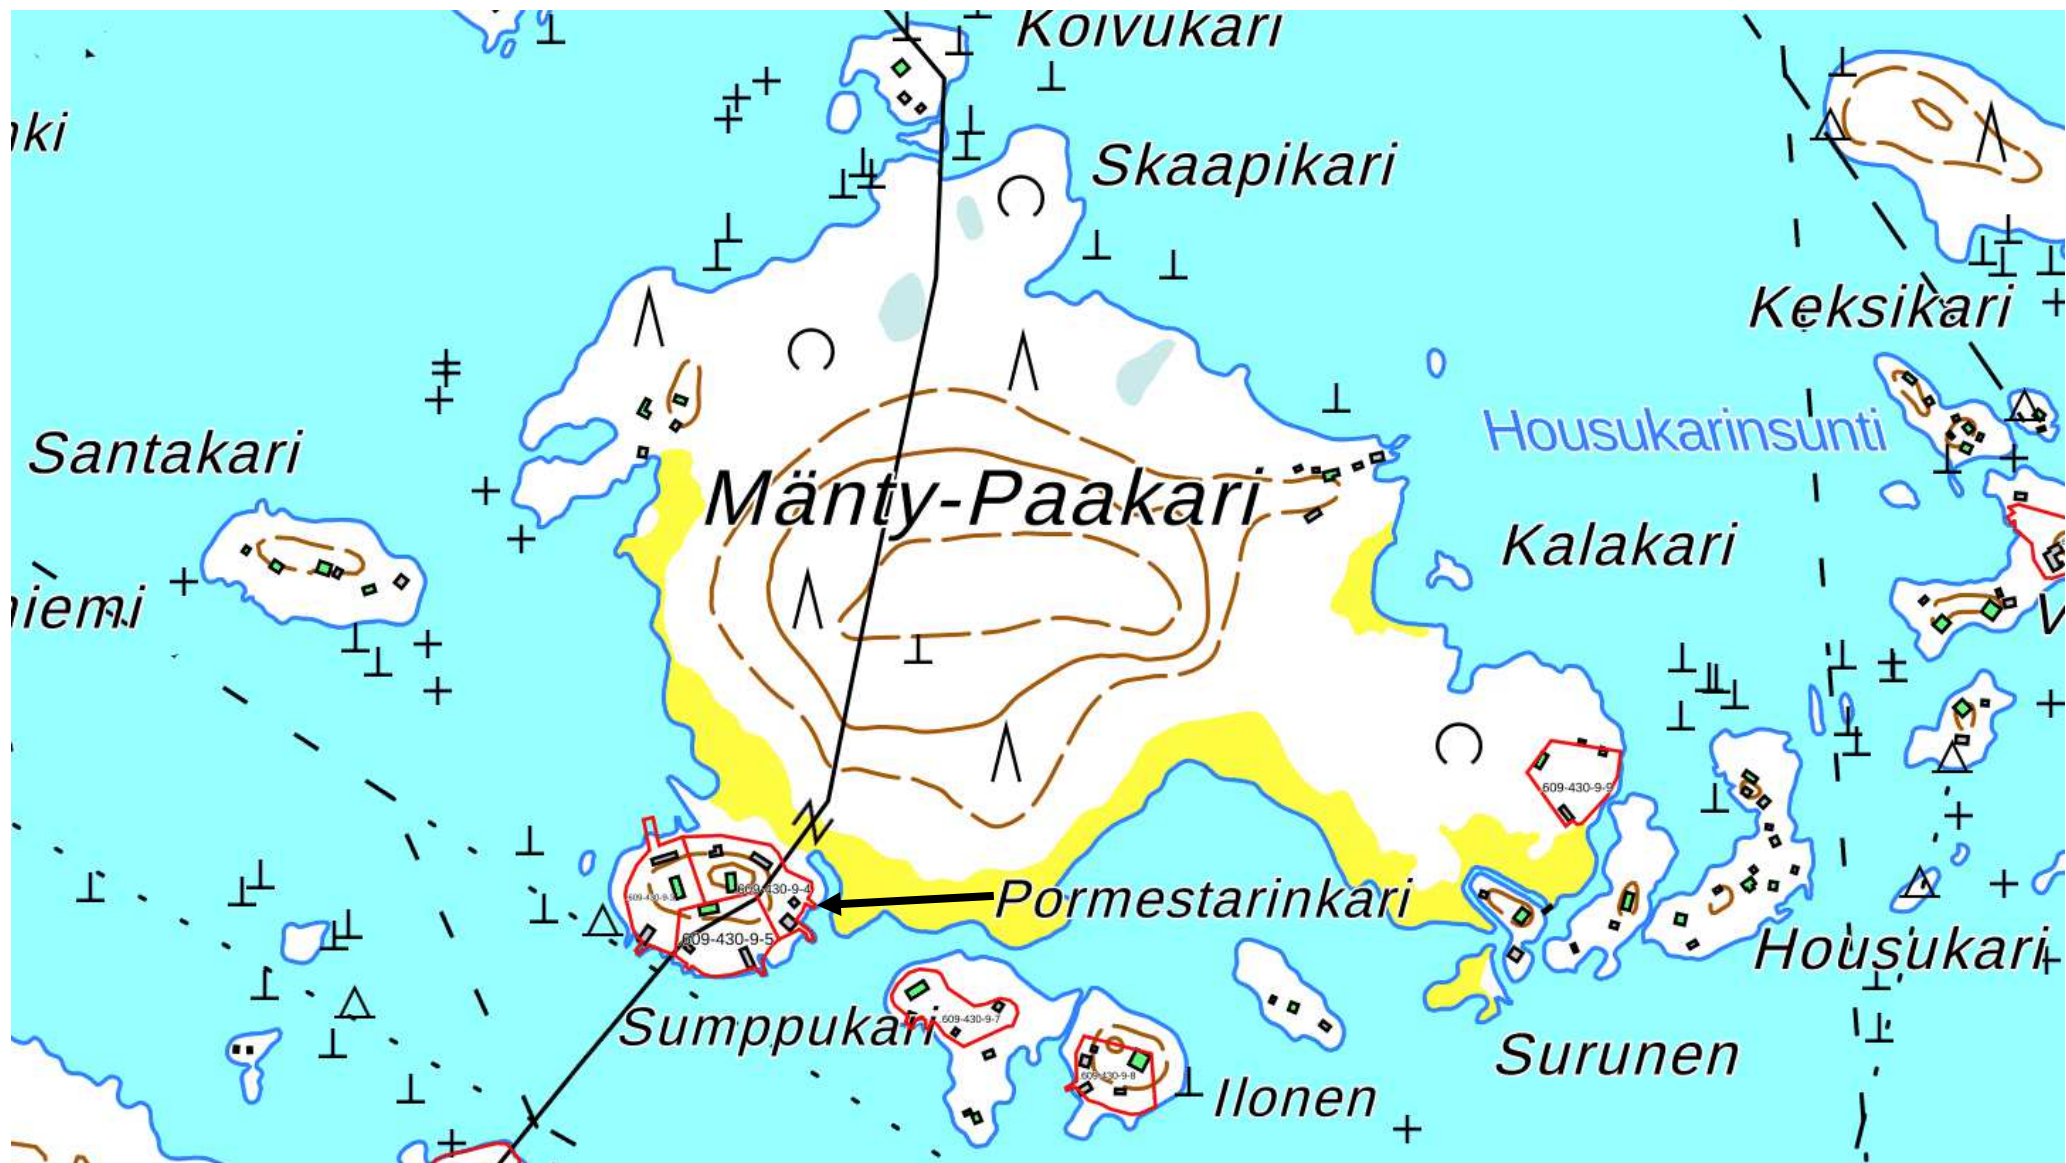 Koivukari
ıki
Skaapikari
Keksikari
Housukarinsunti
Santakari
Mänty-Paakari
Kalakari
niemi
V
609-430-9-9
609-430-9-4
Pormestarinkari
609-430-9-5
Housukari
Sumppukari
609-430-9-7
Surunen
609-430-9-8
Ilonen